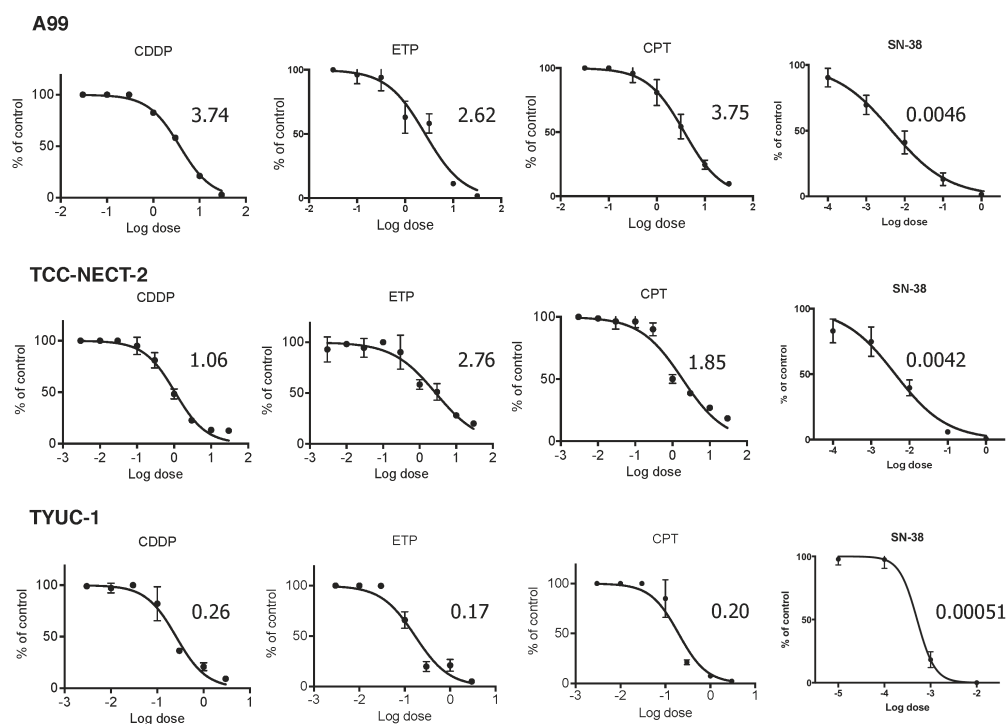 A99
CDDP
ETP
CPT
SN-38
% of control
100
50
0
3.74
-2 -1 0 1 2
Log dose
% of control
100
50
0
2.62
-2 -1 0 1 2
Log dose
% of control
100
50
0
3.75
-2 -1 0 1 2
Log dose
% of control
100
50
0
0.0046
-4 -3 -2 -1 0
Log dose
TCC-NECT-2
CDDP
ETP
CPT
SN-38
% of control
100
50
0
1.06
-3 -2 -1 0 1 2
Log dose
% of control
100
50
0
2.76
-3 -2 -1 0 1 2
Log dose
% of control
100
50
0
1.85
-3 -2 -1 0 1 2
Log dose
% of control
100
50
0
0.0042
-4 -3 -2 -1 0
Log dose
TYUC-1
CDDP
ETP
CPT
SN-38
% of control
100
50
0
0.26
-3 -2 -1 0 1
Log dose
% of control
100
50
0
0.17
-3 -2 -1 0 1
Log dose
% of control
100
50
0
0.20
-3 -2 -1 0 1
Log dose
% of control
100
50
0
0.00051
-5 -4 -3 -2
Log dose